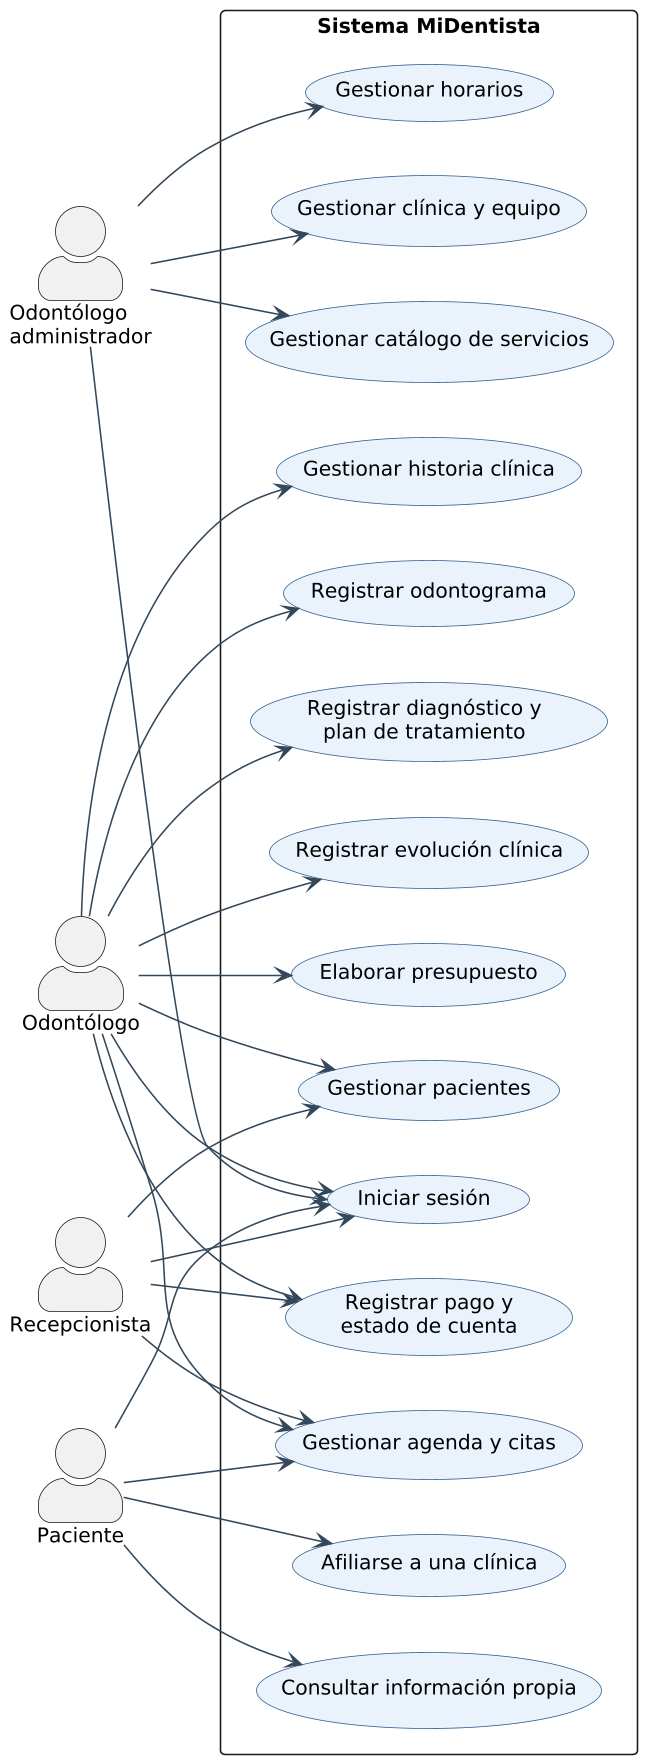 Sistema MiDentista
Gestionar horarios
Gestionar clínica y equipo
Odontólogo
administrador
Gestionar catálogo de servicios
Gestionar historia clínica
Registrar odontograma
Registrar diagnóstico y
plan de tratamiento
Registrar evolución clínica
Elaborar presupuesto
Odontólogo
Gestionar pacientes
Iniciar sesión
Registrar pago y
estado de cuenta
Recepcionista
Gestionar agenda y citas
Paciente
Afiliarse a una clínica
Consultar información propia